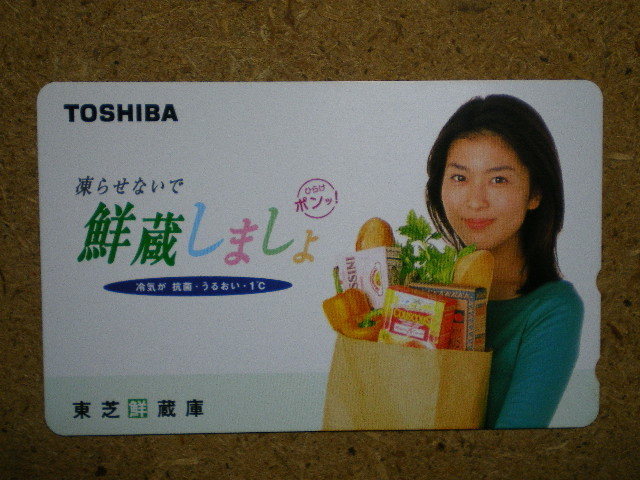 TOSHIBA
凍らせないで
ひらけ
ポンッ!
鮮蔵しましょ
冷気が 抗菌・うるおい・1℃
東芝鮮蔵庫